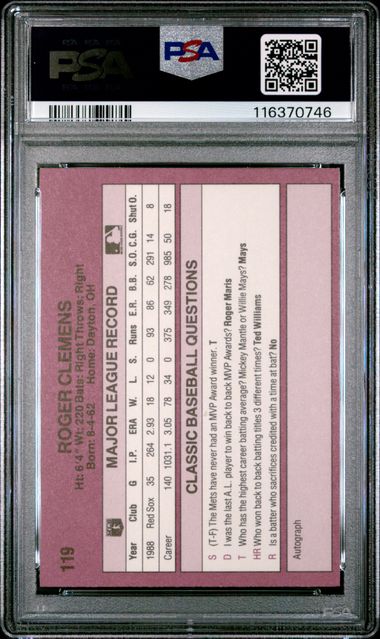 PSA
PSA
116370746
119
ROGER CLEMENS
Ht: 6'4" Wt: 220 Bats: Right Throws: Right
Born: 8-4-62 Home: Dayton, OH
MAJOR LEAGUE RECORD
Year Club G I.P. ERA W. L. S. Runs E.R. B.B. S.O. C.G. Shut O.
1988 Red Sox 35 264 2.93 18 12 0 93 86 62 291 14 8
Career 140 1031.1 3.05 78 34 0 375 349 278 985 50 18
CLASSIC BASEBALL QUESTIONS
S (T-F) The Mets have never had an MVP Award winner. T
D I was the last A.L. player to win back to back MVP Awards? Roger Maris
T Who has the highest career batting average? Mickey Mantle or Willie Mays? Mays
HR Who won back to back batting titles 3 different times? Ted Williams
R Is a batter who sacrifices credited with a time at bat? No
Autograph
PSA